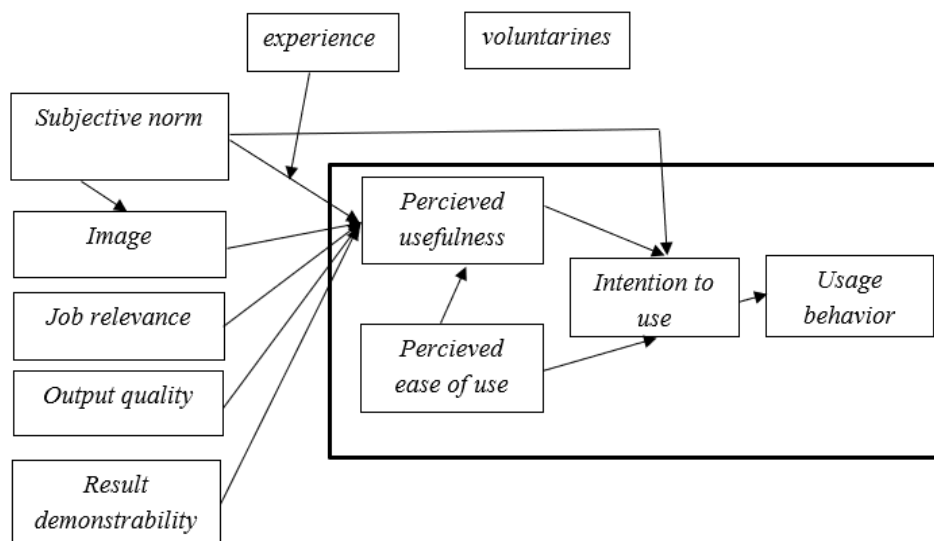 experience
voluntarines
Subjective norm
Image
Job relevance
Output quality
Result
demonstrability
Percieved
usefulness
Percieved
ease of use
Intention to
use
Usage
behavior